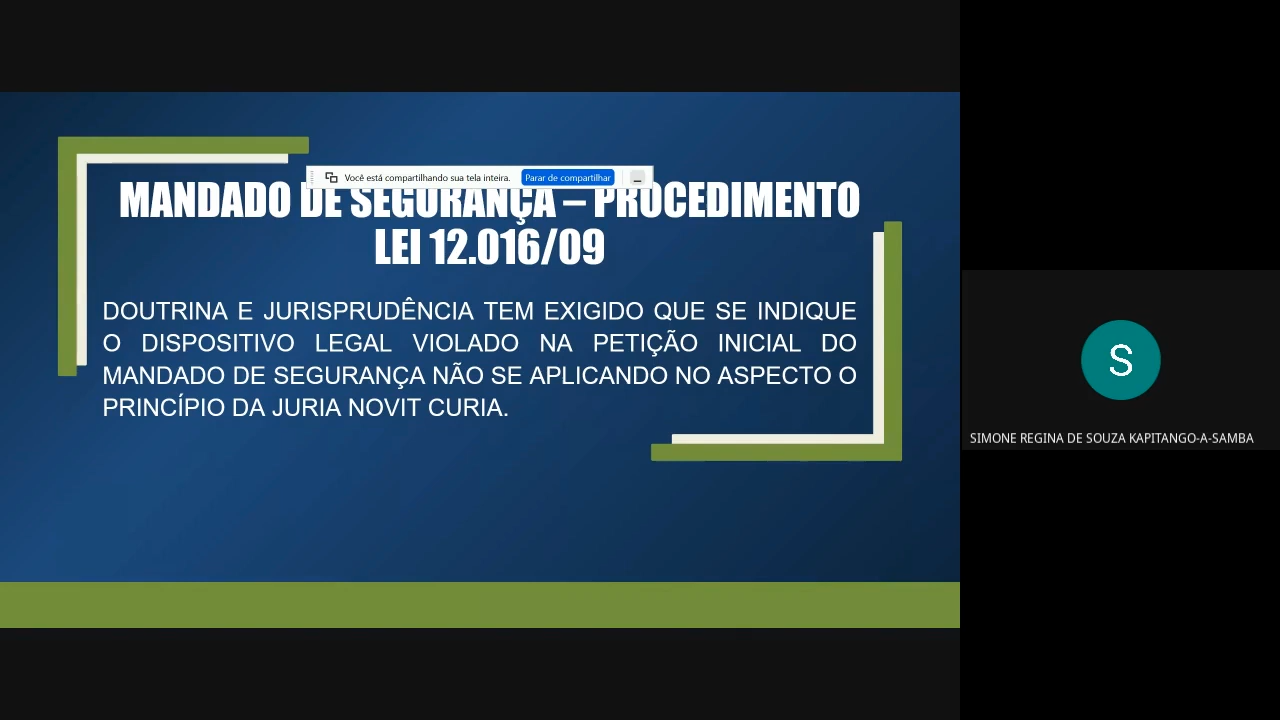 Você está compartilhando sua tela inteira. Parar de compartilhar
MANDADO DE SEGURANÇA – PROCEDIMENTO
LEI 12.016/09
DOUTRINA E JURISPRUDÊNCIA TEM EXIGIDO QUE SE INDIQUE
O DISPOSITIVO LEGAL VIOLADO NA PETIÇÃO INICIAL DO
MANDADO DE SEGURANÇA NÃO SE APLICANDO NO ASPECTO O
PRINCÍPIO DA JURIA NOVIT CURIA.
S
SIMONE REGINA DE SOUZA KAPITANGO-A-SAMBA